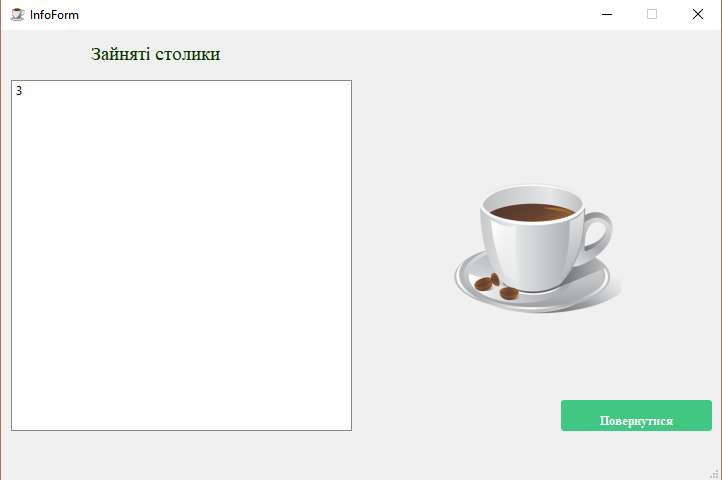 InfoForm
Зайняті столики
3
Повернутися